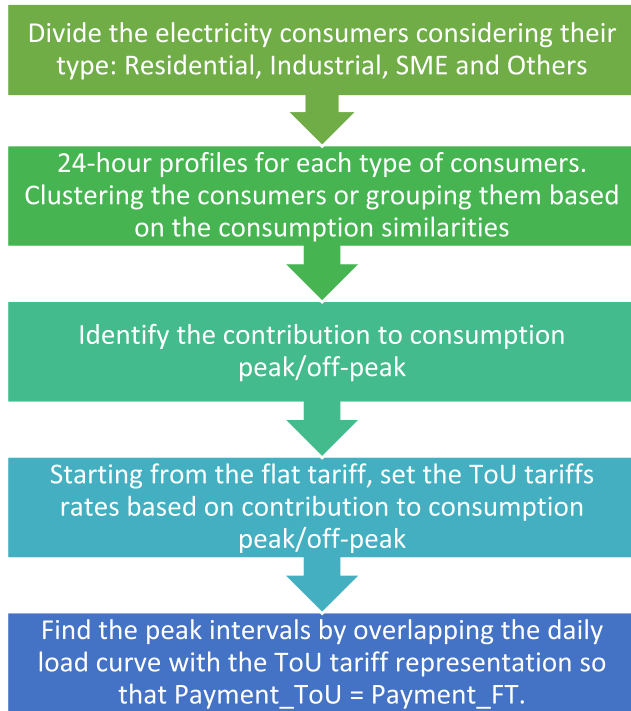 Divide the electricity consumers considering their
type: Residential, Industrial, SME and Others
24-hour profiles for each type of consumers.
Clustering the consumers or grouping them based
on the consumption similarities
Identify the contribution to consumption
peak/off-peak
Starting from the flat tariff, set the ToU tariffs
rates based on contribution to consumption
peak/off-peak
Find the peak intervals by overlapping the daily
load curve with the ToU tariff representation so
that Payment_ToU = Payment_FT.